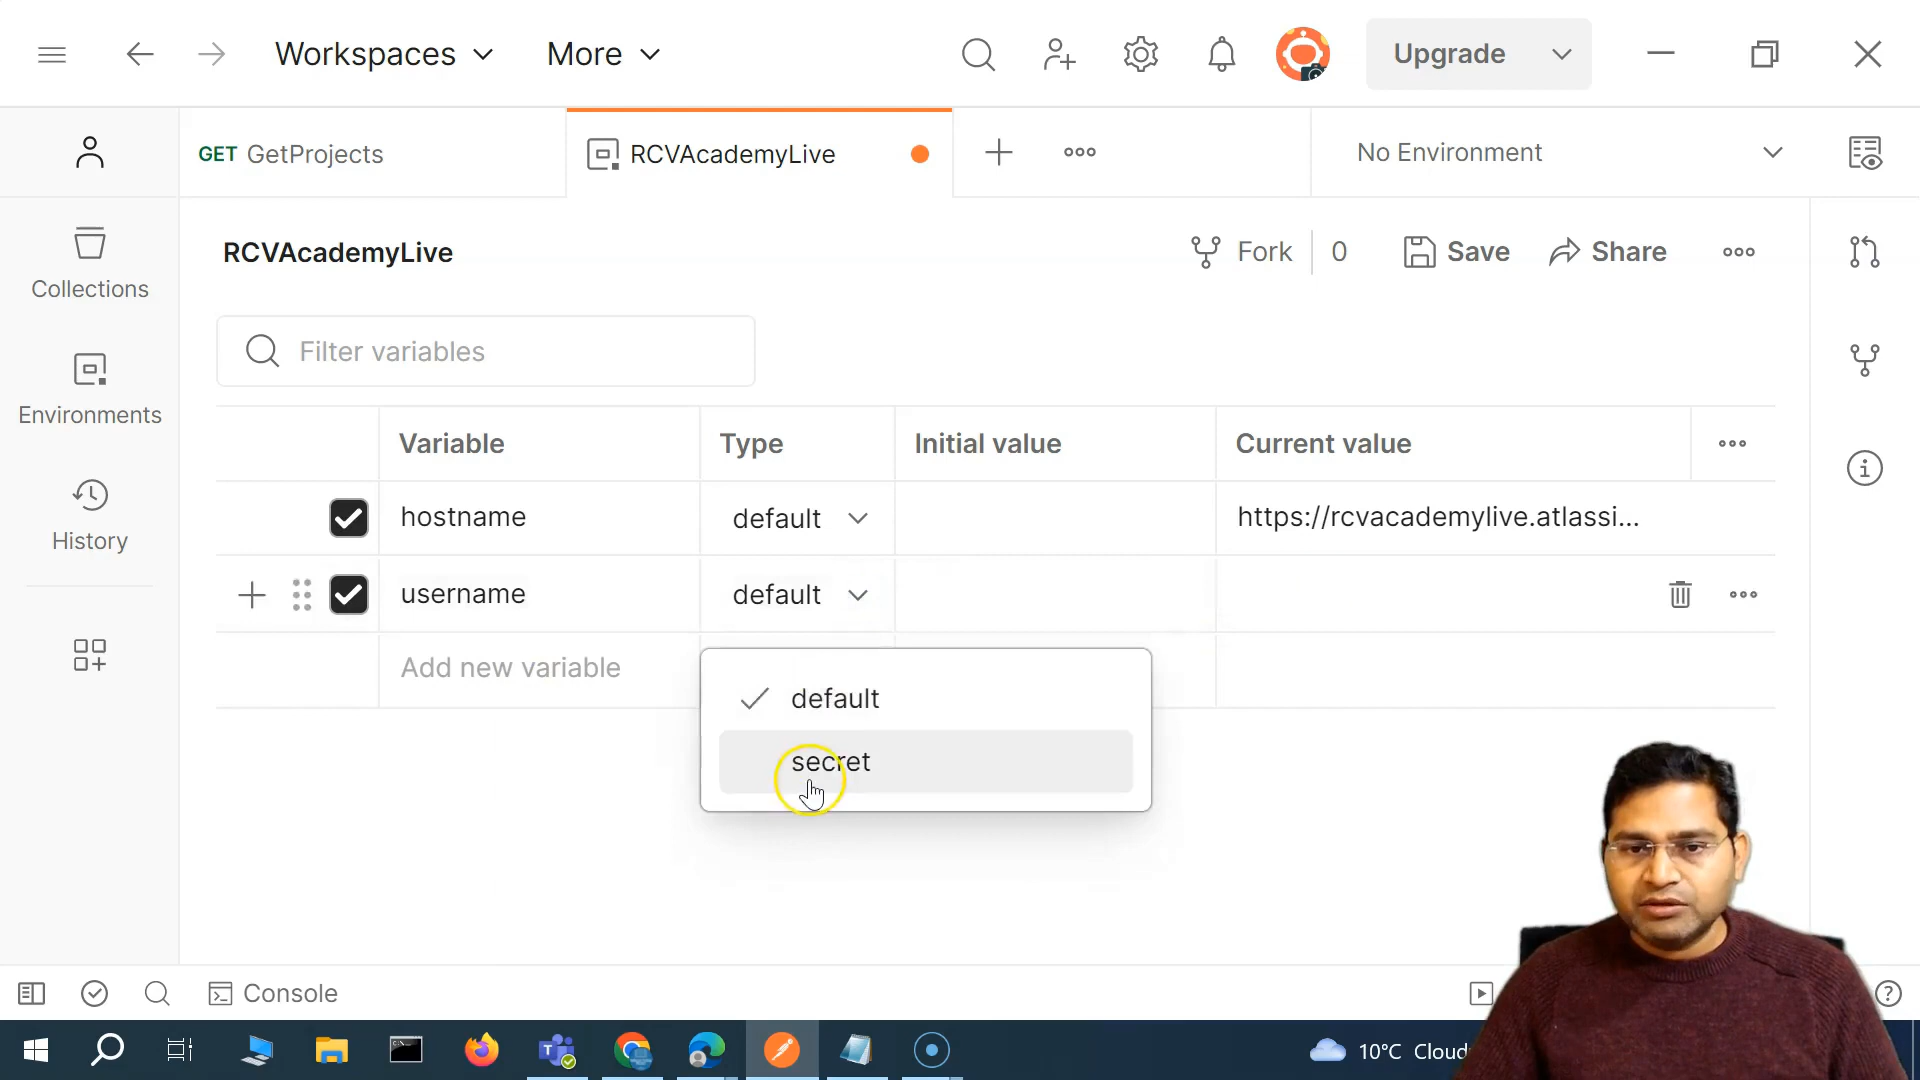 Workspaces More Upgrade
GET GetProjects RCVAcademyLive No Environment
RCVAcademyLive Fork 0 Save Share
Collections
Filter variables
Environments
Variable Type Initial value Current value
History
hostname default https://rcvacademylive.atlassi...
username default
Add new variable
default
secret
Console
10°C